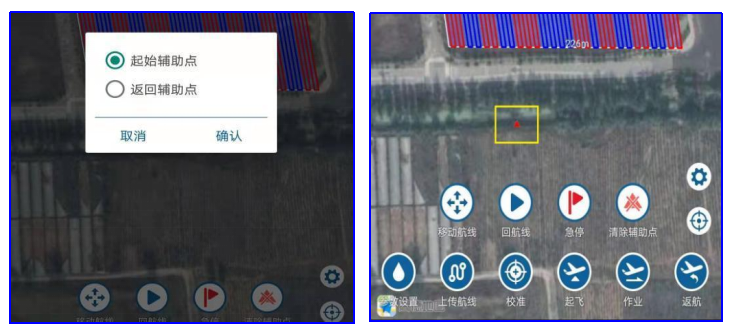 起始辅助点
返回辅助点
取消 确认
移动航线 回航线 急停 清除辅助点
226m
移动航线 回航线 急停 清除辅助点
设置 上传航线 校准 起飞 作业 返航